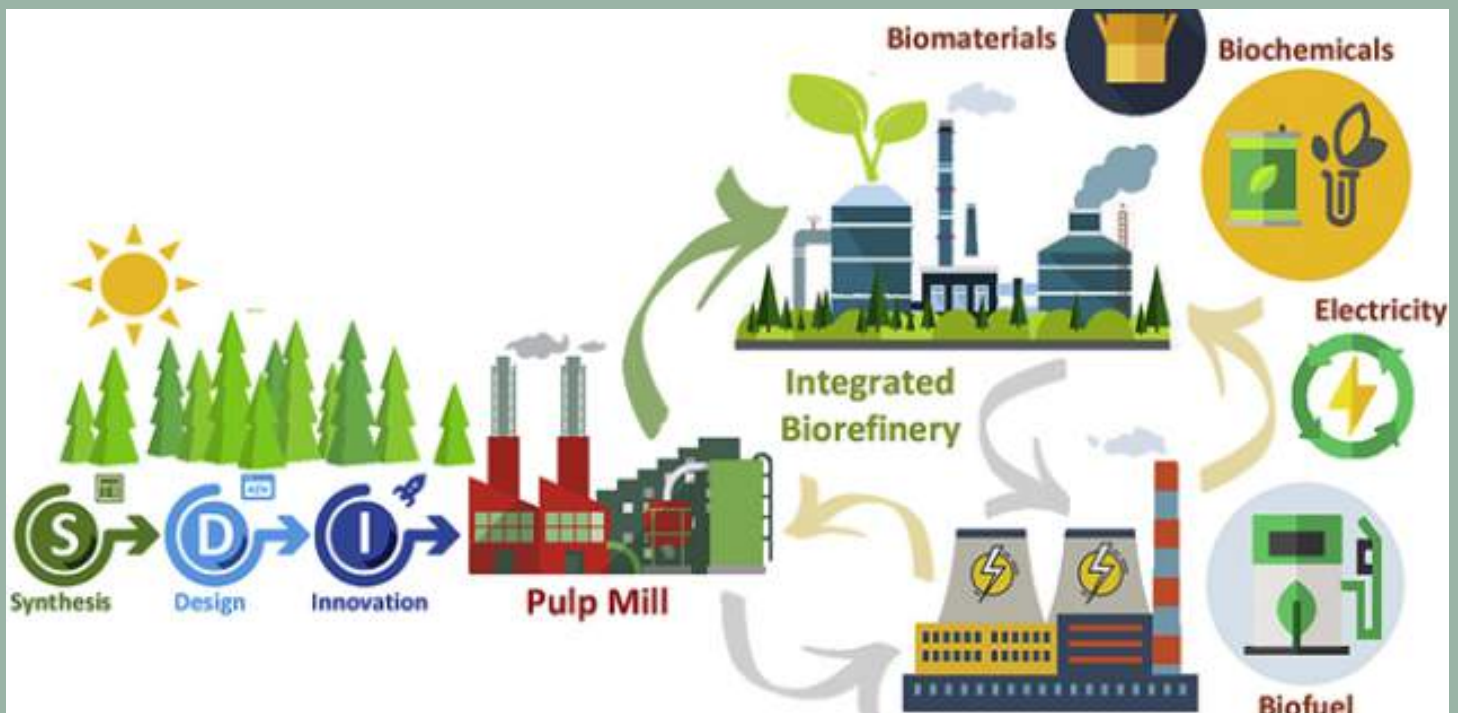 Biomaterials
Biochemicals
Electricity
Integrated
Biorefinery
S
D
I
Synthesis
Design
Innovation
Pulp Mill
Biofuel